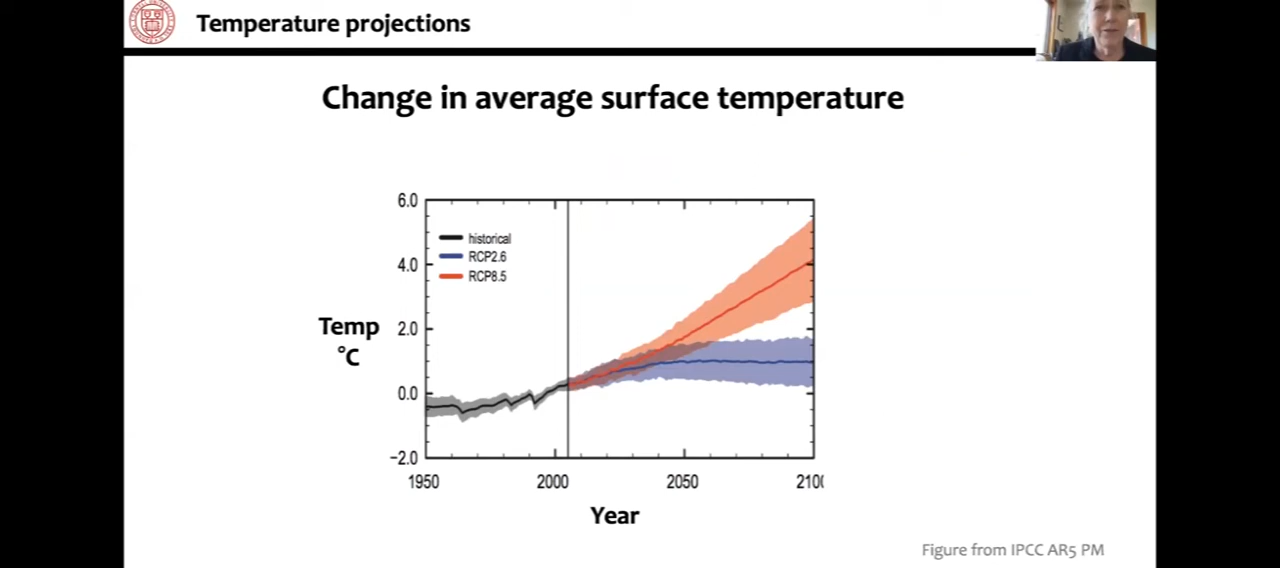 Temperature projections
Change in average surface temperature
6.0
historical
RCP2.6
4.0
RCP8.5
Temp
2.0
°C
0.0
−2.0
1950
2000
2050
210
Year
Figure from IPCC AR5 PM